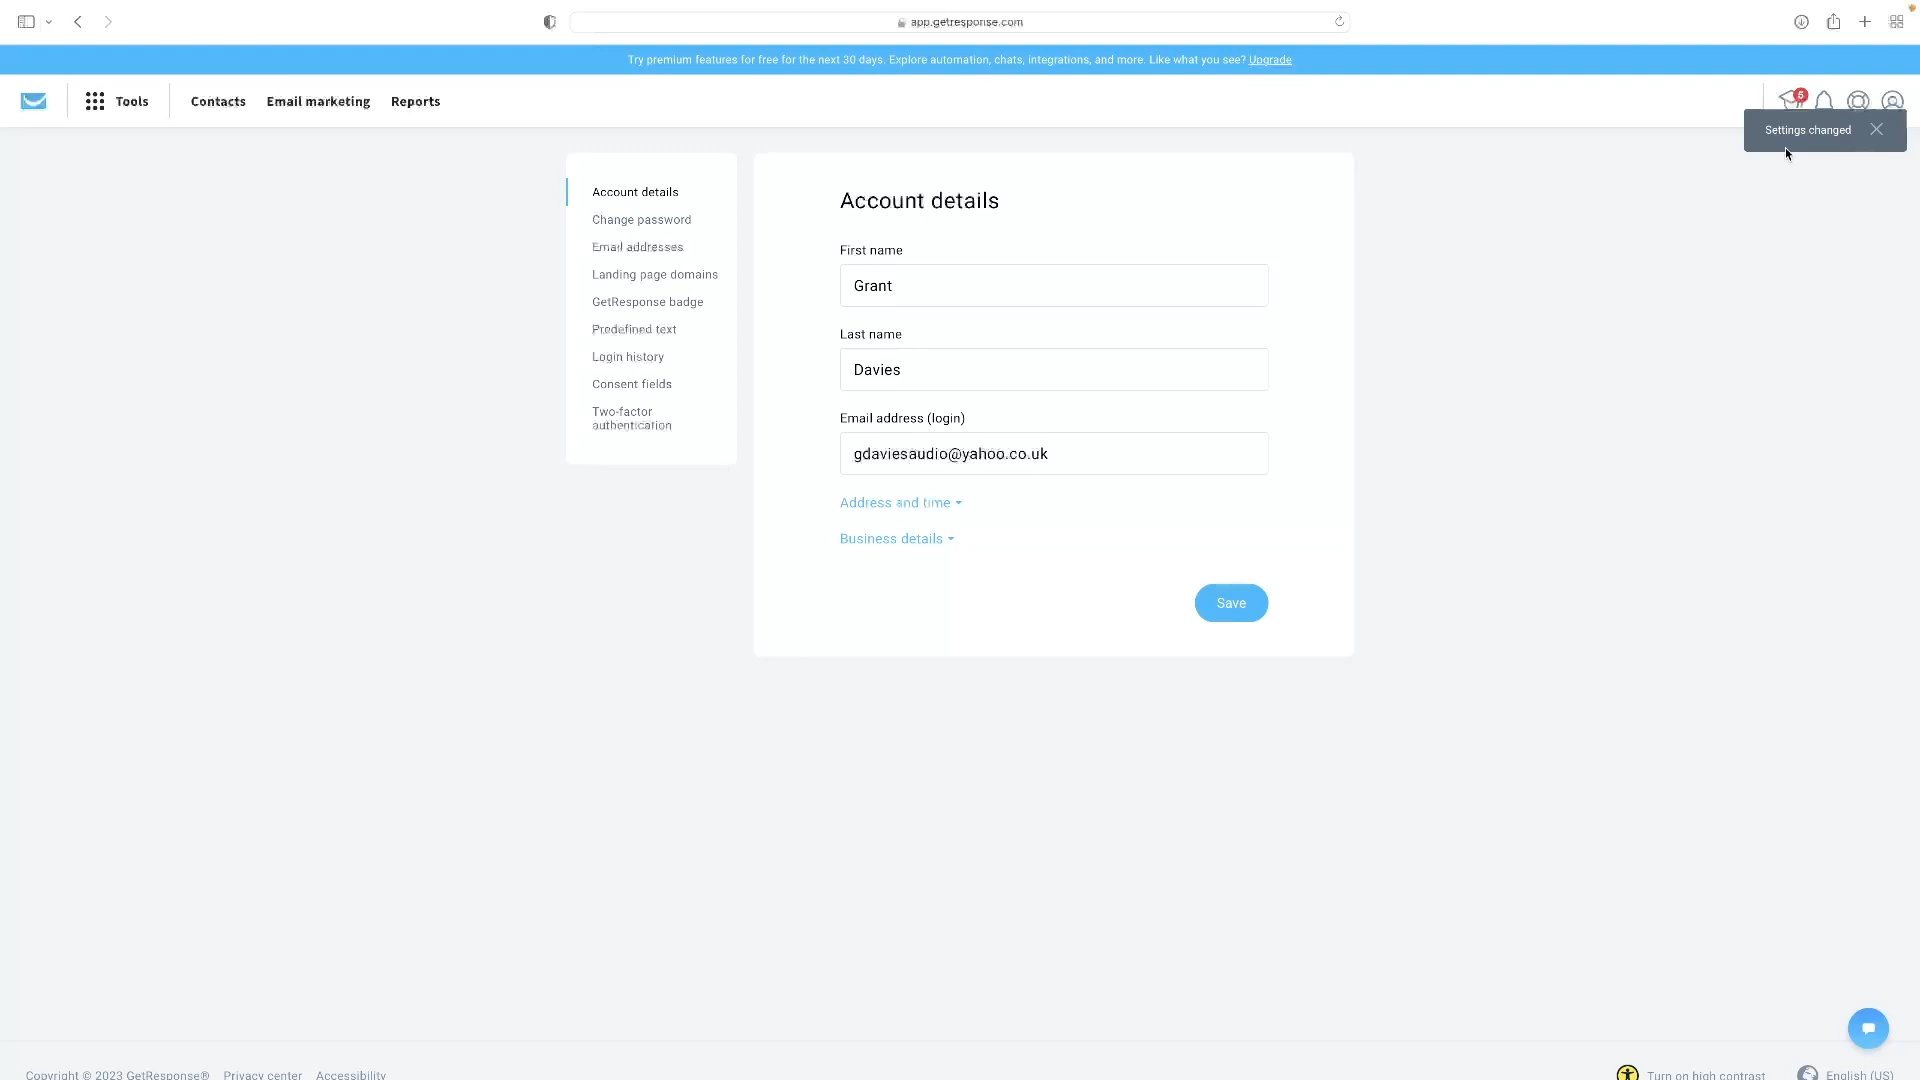 app.getresponse.com
Try premium features for free for the next 30 days. Explore automation, chats, integrations, and more. Like what you see? Upgrade
Tools
Contacts
Email marketing
Reports
5
Settings changed
Account details
Change password
Email addresses
Landing page domains
GetResponse badge
Predefined text
Login history
Consent fields
Two-factor
authentication
Account details
First name
Grant
Last name
Davies
Email address (login)
gdaviesaudio@yahoo.co.uk
Address and time
Business details
Save
Copyright © 2023 GetResponse®
Privacy center
Accessibility
Turn on high contrast
English (US)